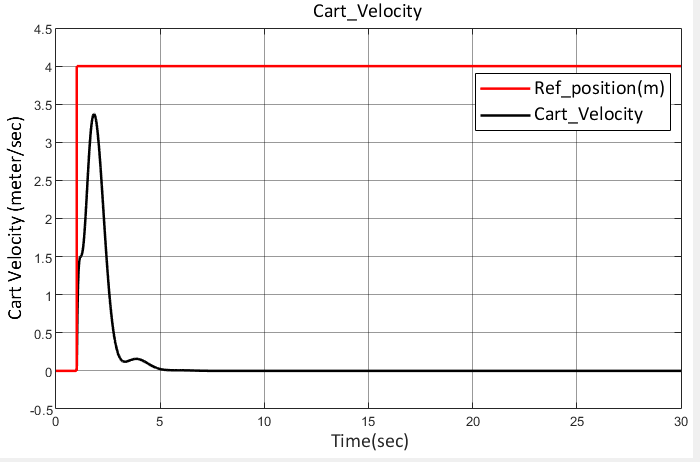 Cart_Velocity
4.5
4
3.5
3
2.5
2
1.5
1
0.5
0
-0.5
Cart Velocity (meter/sec)
Ref_position(m)
Cart_Velocity
0 5 10 15 20 25 30
Time(sec)